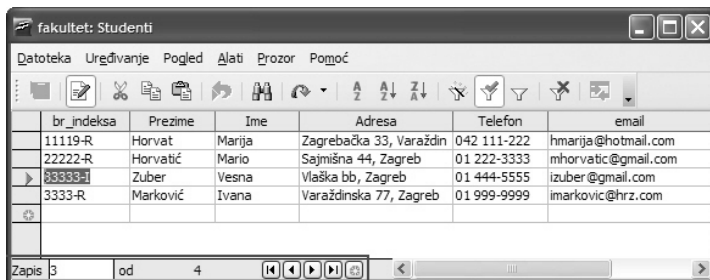 fakultet: Studenti
Datoteka Uređivanje Pogled Alati Prozor Pomoć
br_indeksa Prezime Ime Adresa Telefon email
11119-R Horvat Marija Zagrebačka 33, Varaždin 042 111-222 hmarija@hotmail.com
22222-R Horvatić Mario Sajmišna 44, Zagreb 01 222-3333 mhorvatic@gmail.com
33333-I Zuber Vesna Vlaška bb, Zagreb 01 444-5555 izuber@gmail.com
3333-R Marković Ivana Varaždinska 77, Zagreb 01 999-9999 imarkovic@hrz.com
Zapis 3 od 4